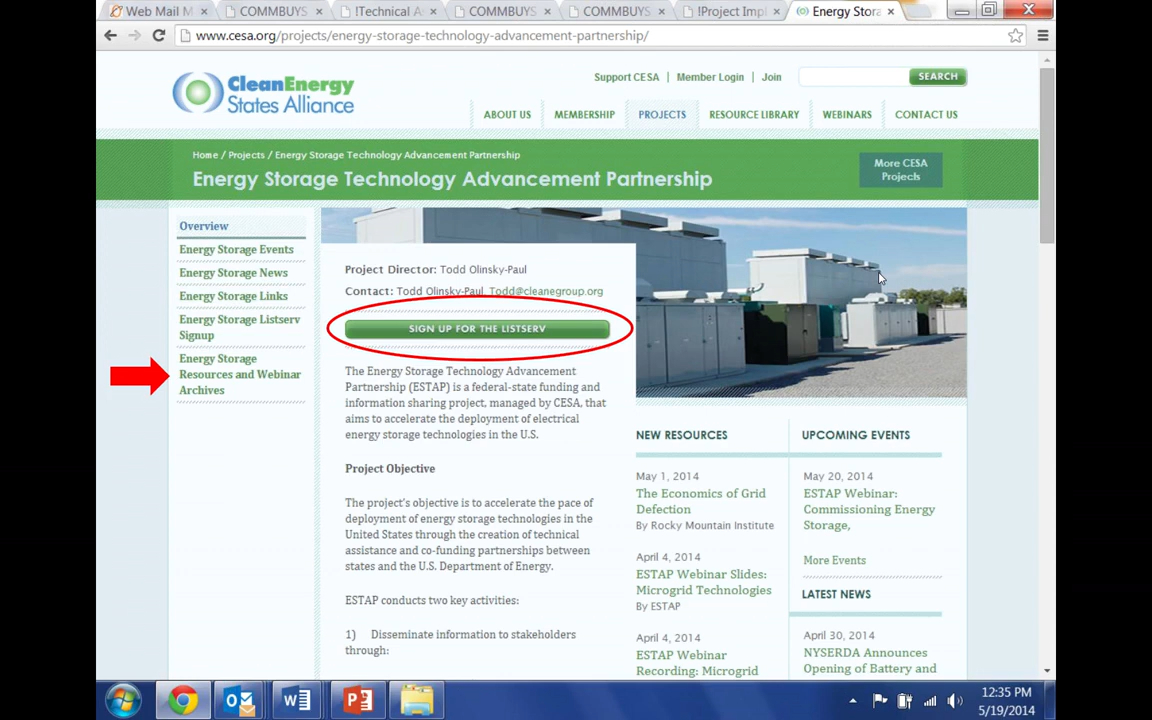 Web Mail M
COMMBUYS
!Technical A
COMMBUYS
COMMBUYS
!Project Imp
Energy Stora
www.cesa.org/projects/energy-storage-technology-advancement-partnership/
CleanEnergy
States Alliance
Support CESA | Member Login | Join
SEARCH
ABOUT US
MEMBERSHIP
PROJECTS
RESOURCE LIBRARY
WEBINARS
CONTACT US
Home / Projects / Energy Storage Technology Advancement Partnership
Energy Storage Technology Advancement Partnership
More CESA
Projects
Overview
Energy Storage Events
Energy Storage News
Energy Storage Links
Energy Storage Listserv
Signup
Energy Storage
Resources and Webinar
Archives
Project Director: Todd Olinsky-Paul
Contact: Todd Olinsky-Paul, Todd@cleanegroup.org
SIGN UP FOR THE LISTSERV
The Energy Storage Technology Advancement
Partnership (ESTAP) is a federal-state funding and
information sharing project, managed by CESA, that
aims to accelerate the deployment of electrical
energy storage technologies in the U.S.
Project Objective
The project's objective is to accelerate the pace of
deployment of energy storage technologies in the
United States through the creation of technical
assistance and co-funding partnerships between
states and the U.S. Department of Energy.
ESTAP conducts two key activities:
1) Disseminate information to stakeholders
through:
NEW RESOURCES
May 1, 2014
The Economics of Grid
Defection
By Rocky Mountain Institute
April 4, 2014
ESTAP Webinar Slides:
Microgrid Technologies
By ESTAP
April 4, 2014
ESTAP Webinar
Recording: Microgrid
UPCOMING EVENTS
May 20, 2014
ESTAP Webinar:
Commissioning Energy
Storage,
More Events
LATEST NEWS
April 30, 2014
NYSERDA Announces
Opening of Battery and
12:35 PM
5/19/2014